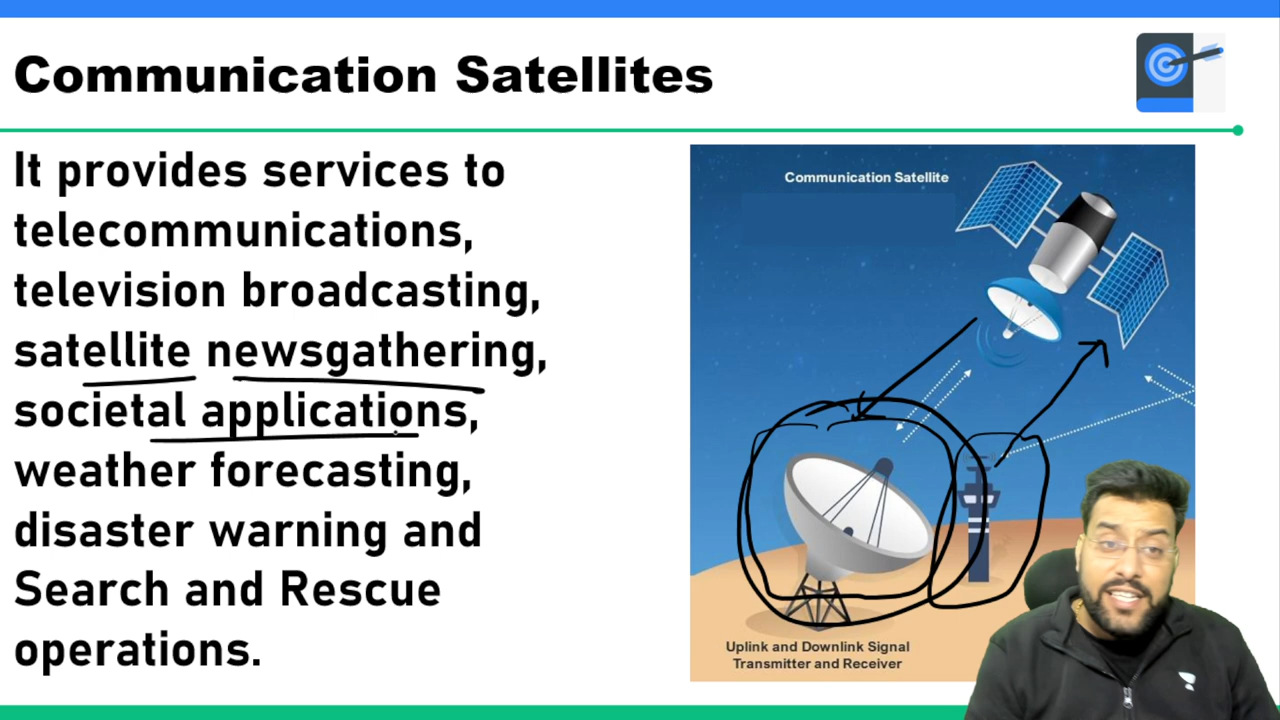 Communication Satellites
It provides services to
telecommunications,
television broadcasting,
satellite newsgathering,
societal applications,
weather forecasting,
disaster warning and
Search and Rescue
operations.
Communication Satellite
Uplink and Downlink Signal
Transmitter and Receiver